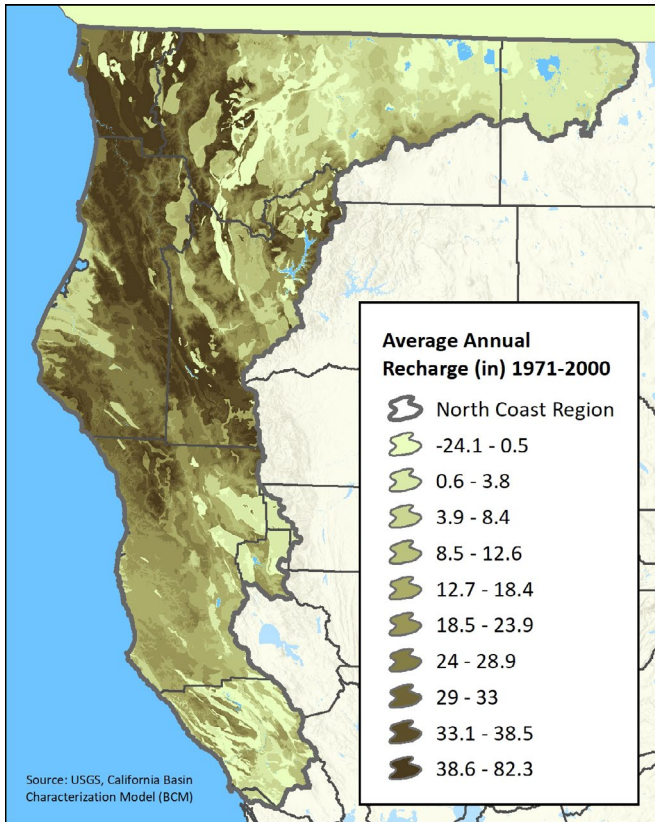 Average Annual
Recharge (in) 1971-2000
North Coast Region
-24.1 - 0.5
0.6 - 3.8
3.9 - 8.4
8.5 - 12.6
12.7 - 18.4
18.5 - 23.9
24 - 28.9
29 - 33
33.1 - 38.5
38.6 - 82.3
Source: USGS, California Basin
Characterization Model (BCM)